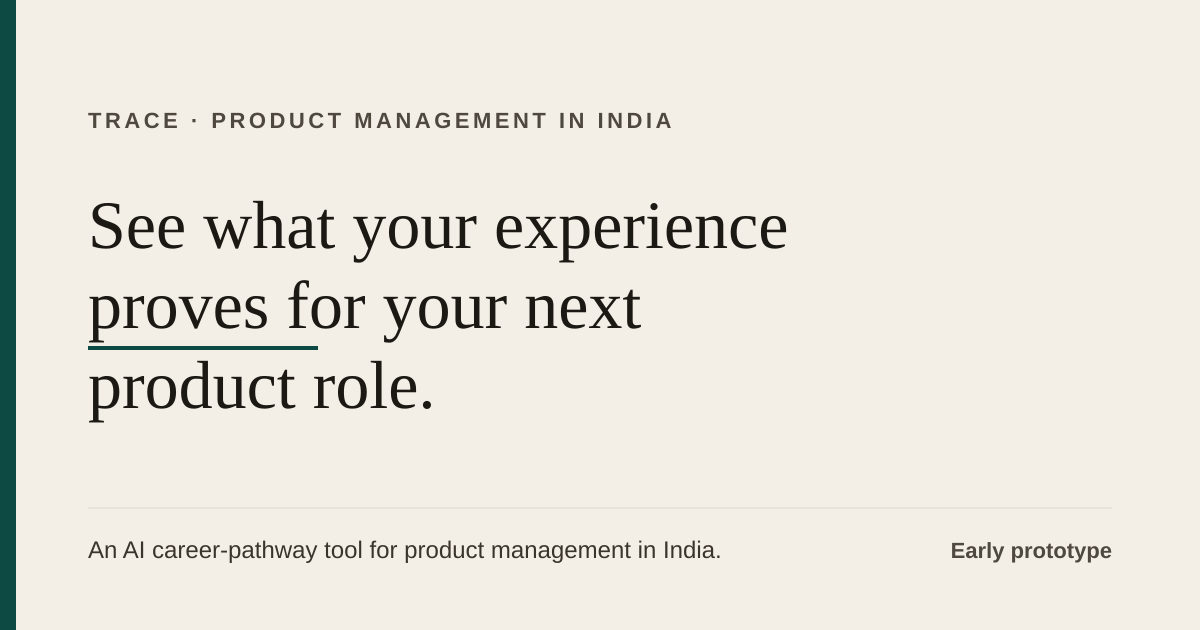 TRACE · PRODUCT MANAGEMENT IN INDIA
See what your experience
proves for your next
product role.
An AI career-pathway tool for product management in India.
Early prototype